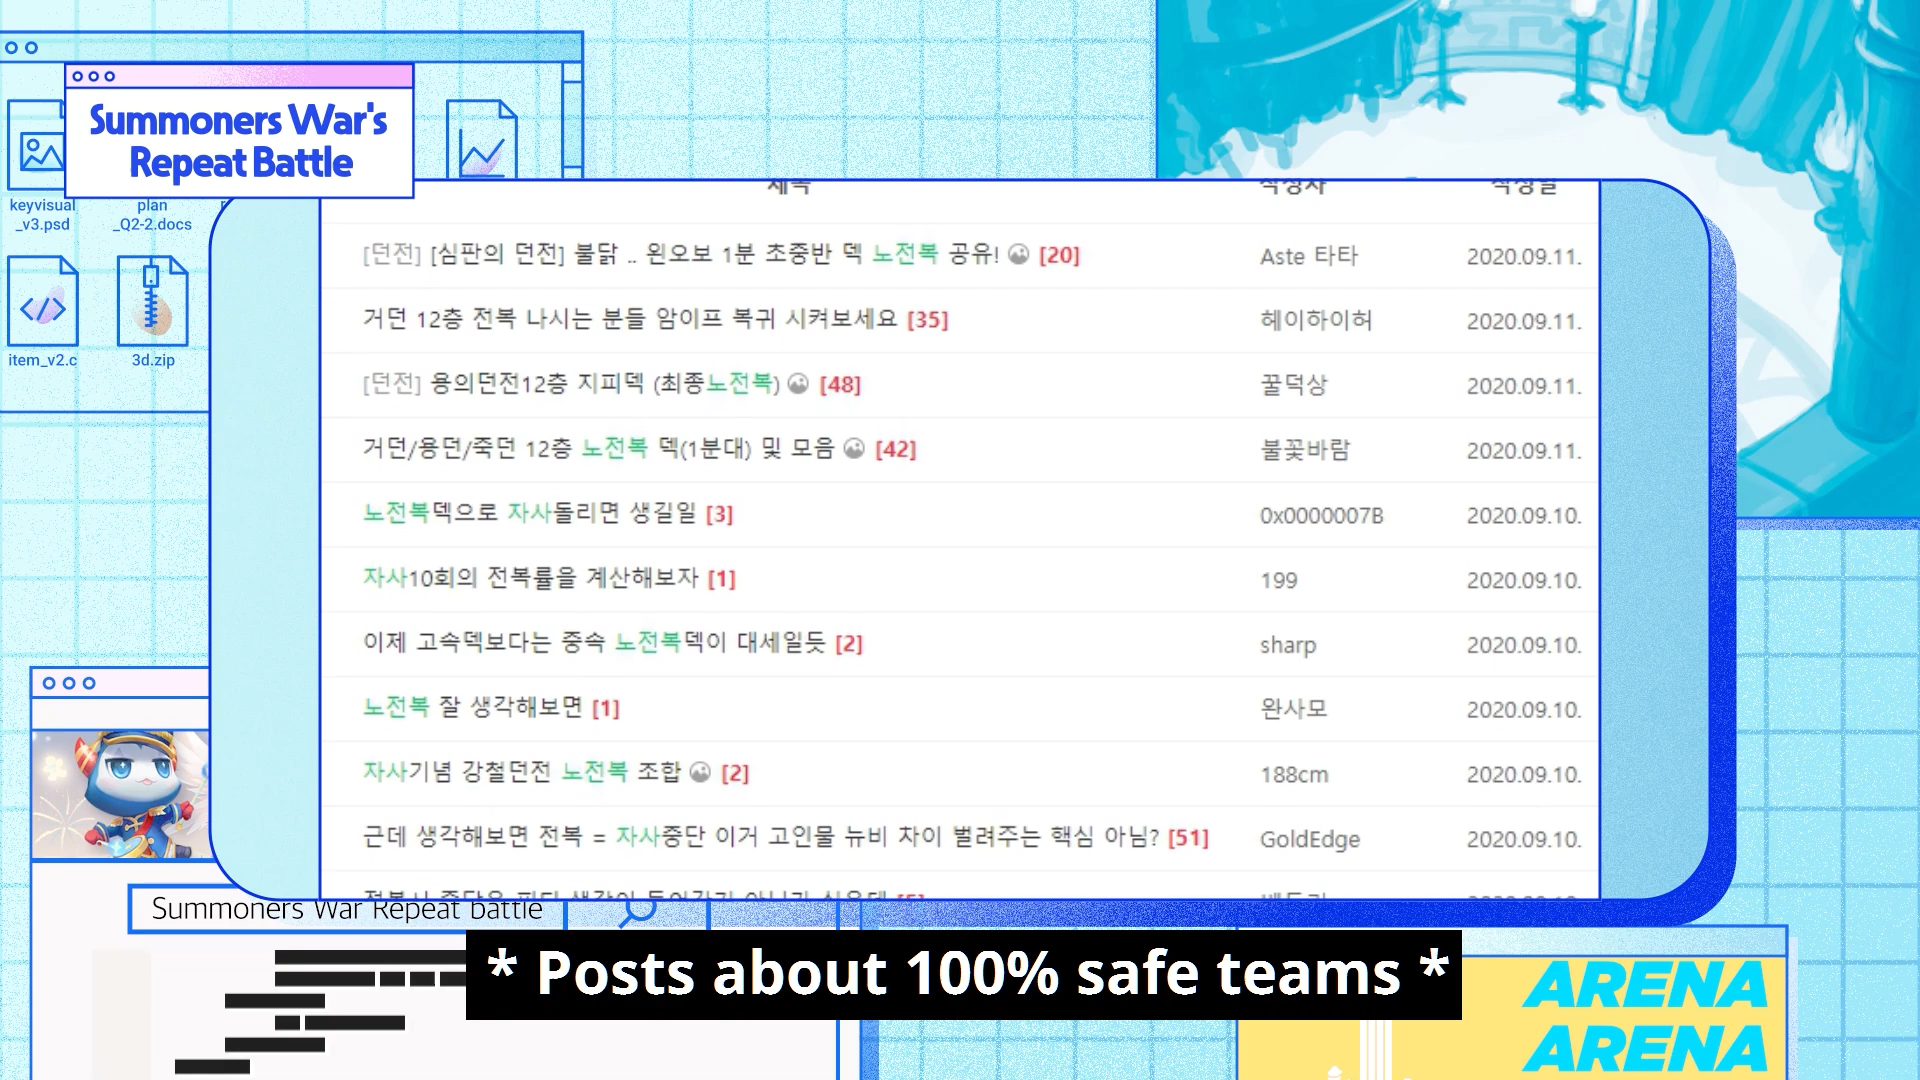 Summoners War's
Repeat Battle
keyvisual
_v3.psd
plan
_Q2-2.docs
item_v2.c
3d.zip
제목 작성자 작성일
[던전] [심판의 던전] 불닭 .. 왼오보 1분 초중반 덱 노전복 공유! [20] Aste 타타 2020.09.11.
거던 12층 전복 나시는 분들 암이프 복귀 시켜보세요 [35] 헤이하이허 2020.09.11.
[던전] 용의던전12층 지피덱 (최종노전복) [48] 꿀덕상 2020.09.11.
거던/용던/죽던 12층 노전복 덱(1분대) 및 모음 [42] 불꽃바람 2020.09.11.
노전복덱으로 자사돌리면 생길일 [3] 0x0000007B 2020.09.10.
자사10회의 전복률을 계산해보자 [1] 199 2020.09.10.
이제 고속덱보다는 중속 노전복덱이 대세일듯 [2] sharp 2020.09.10.
노전복 잘 생각해보면 [1] 완사모 2020.09.10.
자사기념 강철던전 노전복 조합 [2] 188cm 2020.09.10.
근데 생각해보면 전복 = 자사중단 이거 고인물 뉴비 차이 벌려주는 핵심 아님? [51] GoldEdge 2020.09.10.
Summoners War Repeat battle
* Posts about 100% safe teams *
ARENA
ARENA